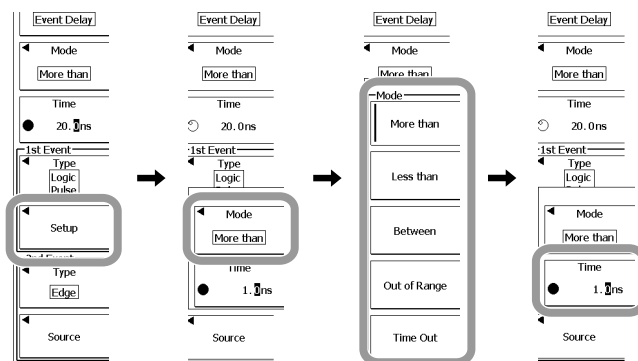 Event Delay
Mode
More than
Time
20.0ns
1st Event
Type
Logic
Pulse
Setup
2nd Event
Type
Edge
Source
Event Delay
Mode
More than
Time
20.0ns
1st Event
Type
Logic
Mode
More than
Time
1.0ns
Source
Event Delay
Mode
More than
Mode
More than
Less than
Between
Out of Range
Time Out
Event Delay
Mode
More than
Time
20.0ns
1st Event
Type
Logic
Mode
More than
Time
1.0ns
Source